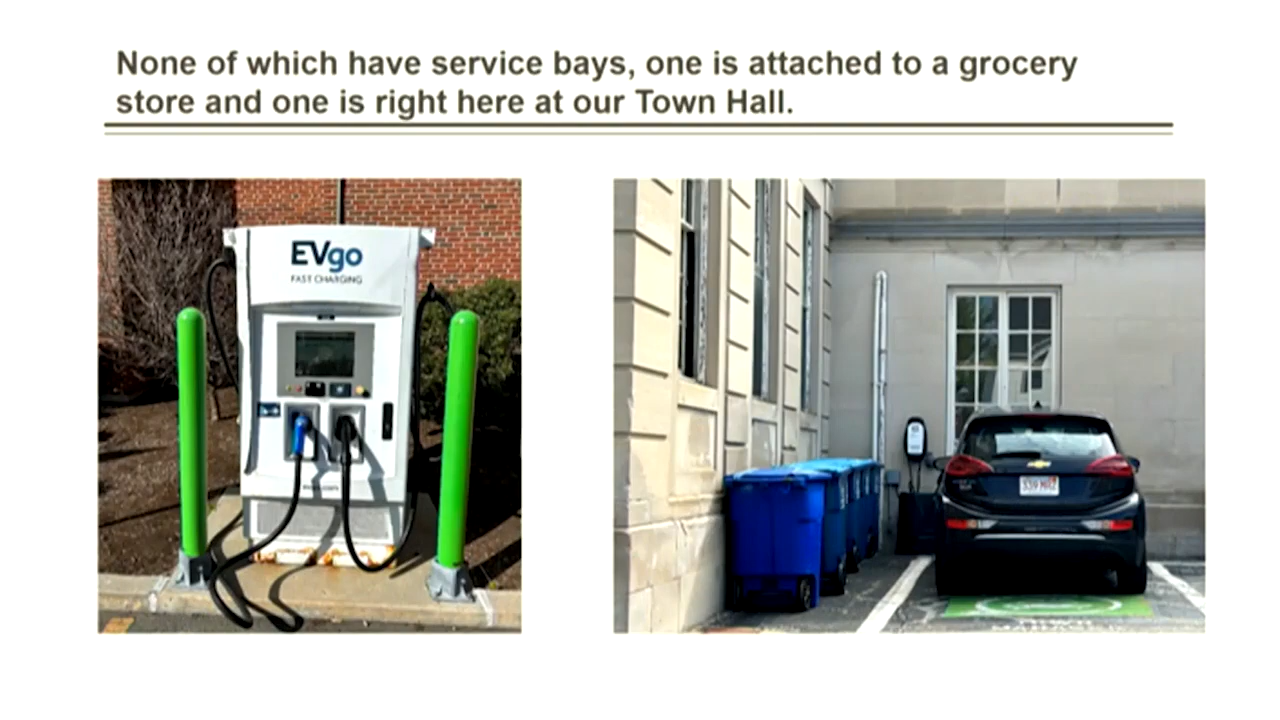 None of which have service bays, one is attached to a grocery
store and one is right here at our Town Hall.
EVgo
FAST CHARGING